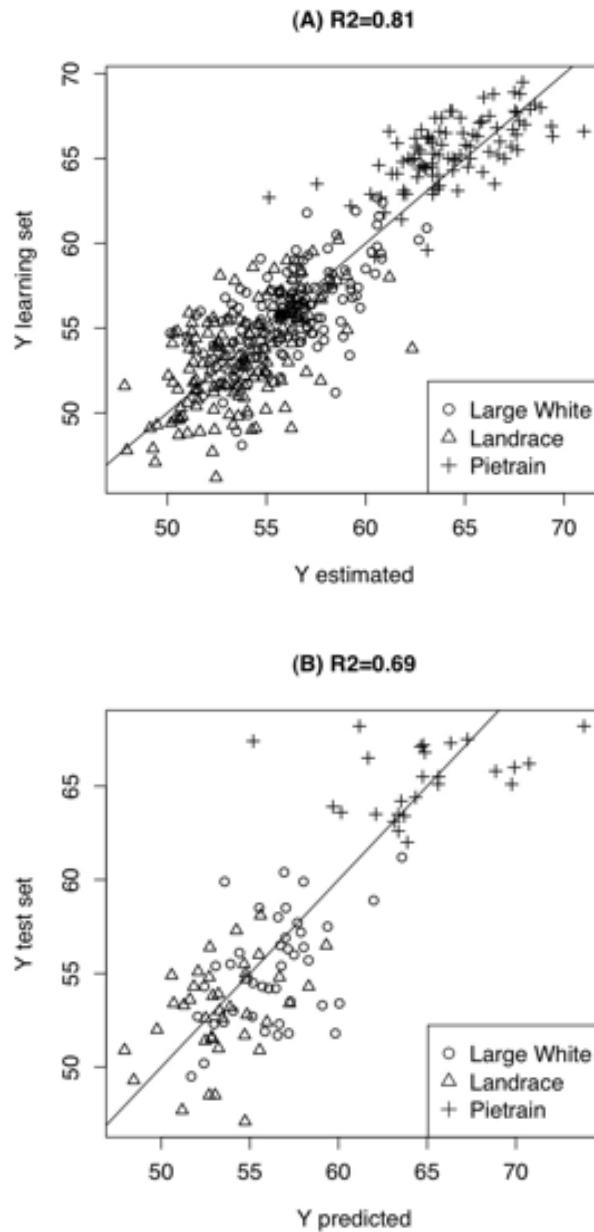 (A) R2=0.81
70
65
60
55
50
Y learning set
Large White
Landrace
Pietrain
50 55 60 65 70
Y estimated
(B) R2=0.69
65
60
55
50
Y test set
Large White
Landrace
Pietrain
50 55 60 65 70
Y predicted